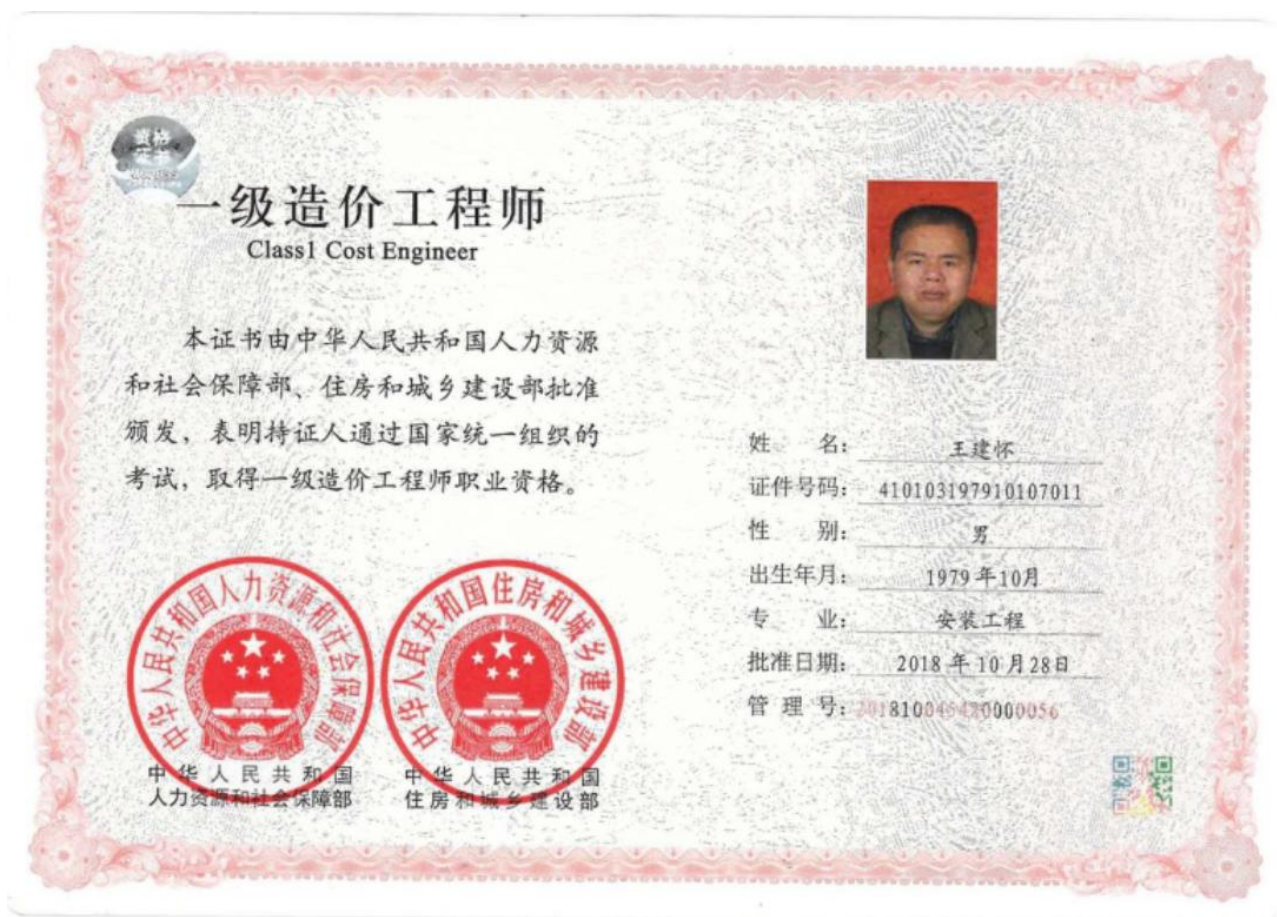 一级造价工程师
Class1 Cost Engineer
本证书由中华人民共和国人力资源
和社会保障部、住房和城乡建设部批准
颁发，表明持证人通过国家统一组织的
考试，取得一级造价工程师职业资格。
中华人民共和国人力资源和社会保障部
中华人民共和国住房和城乡建设部
中华人民共和国
人力资源和社会保障部
中华人民共和国
住房和城乡建设部
姓 名： 王建怀
证件号码： 410103197910107011
性 别： 男
出生年月： 1979年10月
专 业： 安装工程
批准日期： 2018年10月28日
管 理 号：